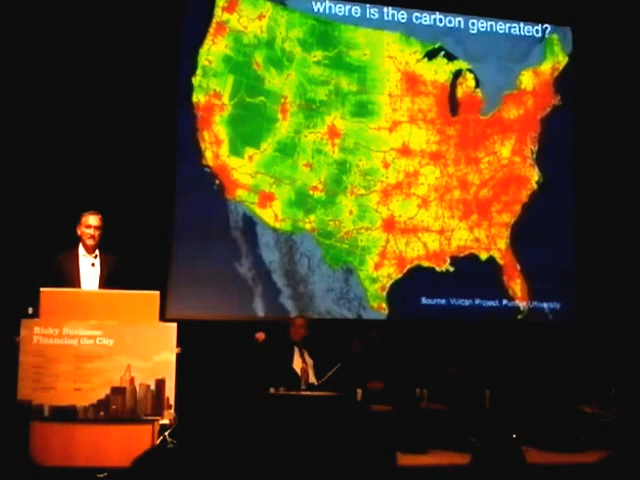 where is the carbon generated?
Source: Vulcan Project, Purdue University
Risky Business:
Financing the City